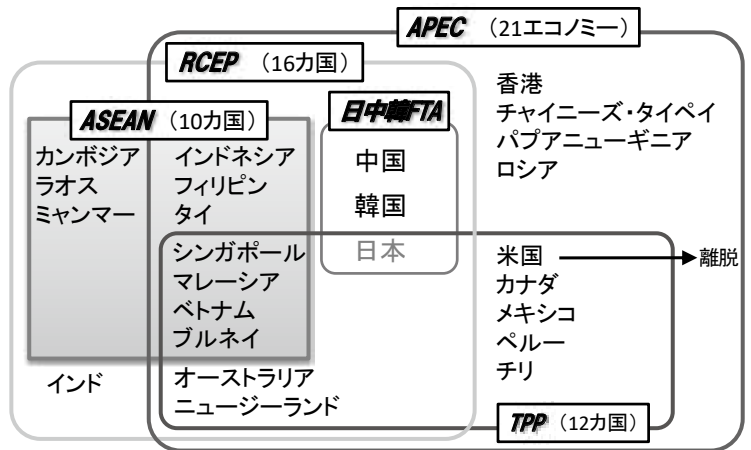 APEC （21エコノミー）
RCEP （16カ国）
香港
チャイニーズ・タイペイ
パプアニューギニア
ロシア
ASEAN （10カ国）
日中韓FTA
カンボジア
ラオス
ミャンマー
インドネシア
フィリピン
タイ
中国
韓国
日本
シンガポール
マレーシア
ベトナム
ブルネイ
米国
離脱
カナダ
メキシコ
ペルー
チリ
インド
オーストラリア
ニュージーランド
TPP （12カ国）